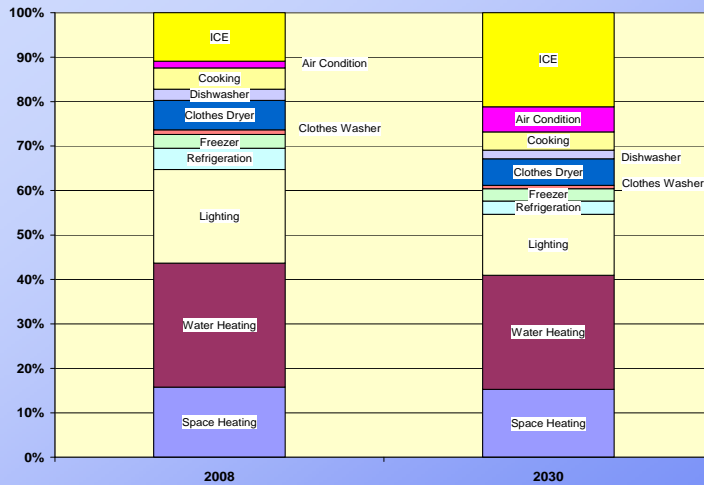 100%
90%
80%
70%
60%
50%
40%
30%
20%
10%
0%
ICE
Air Condition
Cooking
Dishwasher
Clothes Dryer
Clothes Washer
Freezer
Refrigeration
Lighting
Water Heating
Space Heating
ICE
Air Condition
Cooking
Dishwasher
Clothes Dryer
Clothes Washer
Freezer
Refrigeration
Lighting
Water Heating
Space Heating
2008
2030